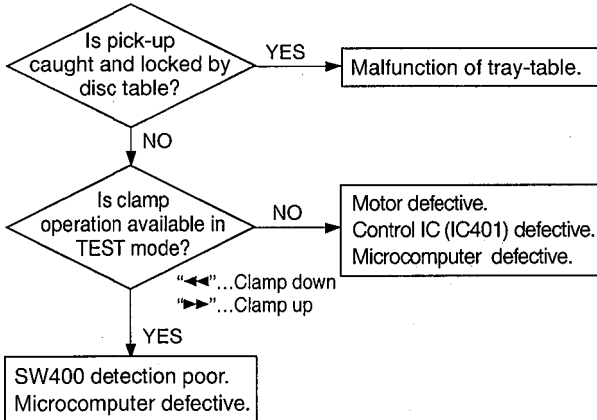 Is pick-up
caught and locked by
disc table?
YES
Malfunction of tray-table.
NO
Is clamp
operation available in
TEST mode?
NO
Motor defective.
Control IC (IC401) defective.
Microcomputer defective.
"◄◄"...Clamp down
"►►"...Clamp up
YES
SW400 detection poor.
Microcomputer defective.